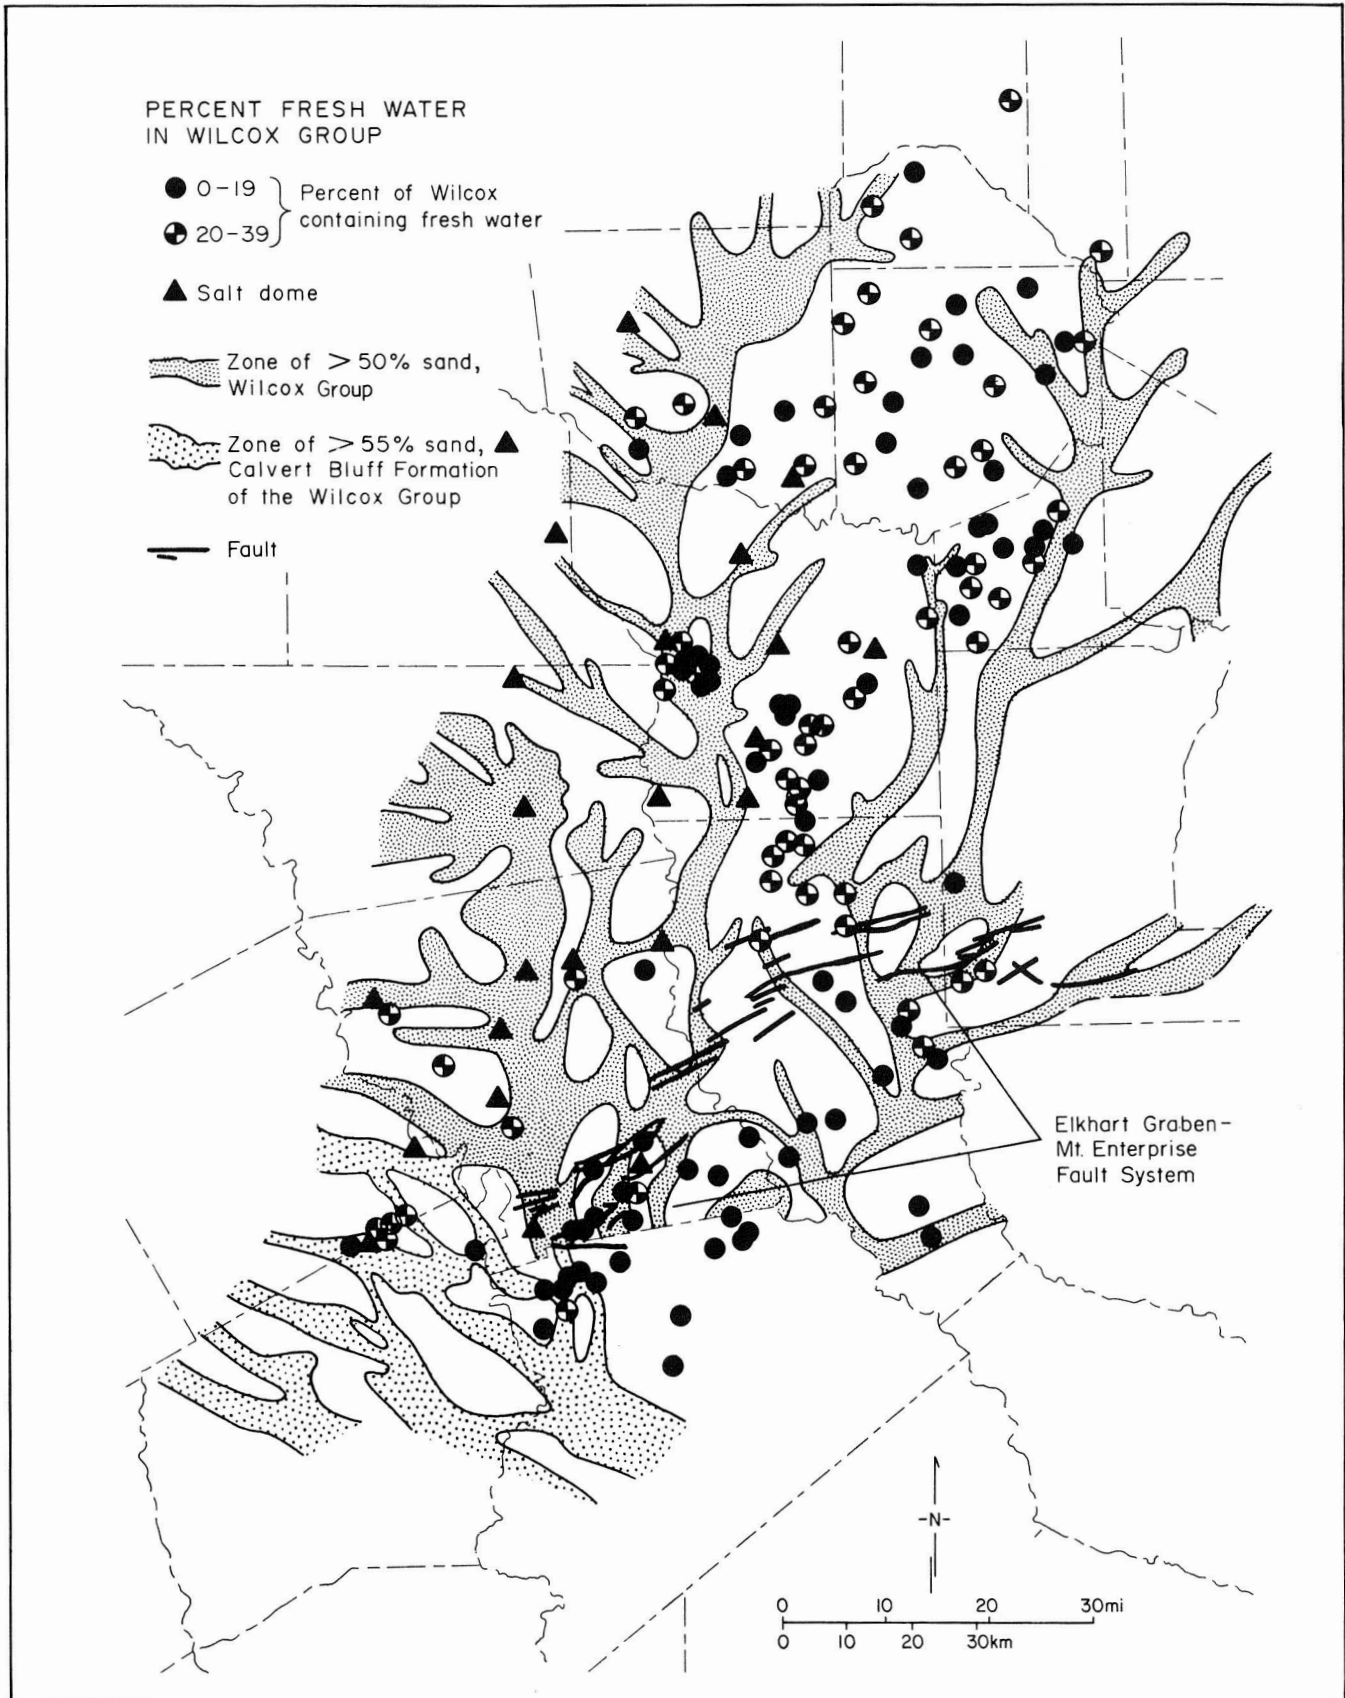 PERCENT FRESH WATER
IN WILCOX GROUP
0-19
20-39
Percent of Wilcox
containing fresh water
Salt dome
Zone of > 50% sand,
Wilcox Group
Zone of > 55% sand,
Calvert Bluff Formation
of the Wilcox Group
Fault
Elkhart Graben-
Mt. Enterprise
Fault System
-N-
0 10 20 30mi
0 10 20 30km